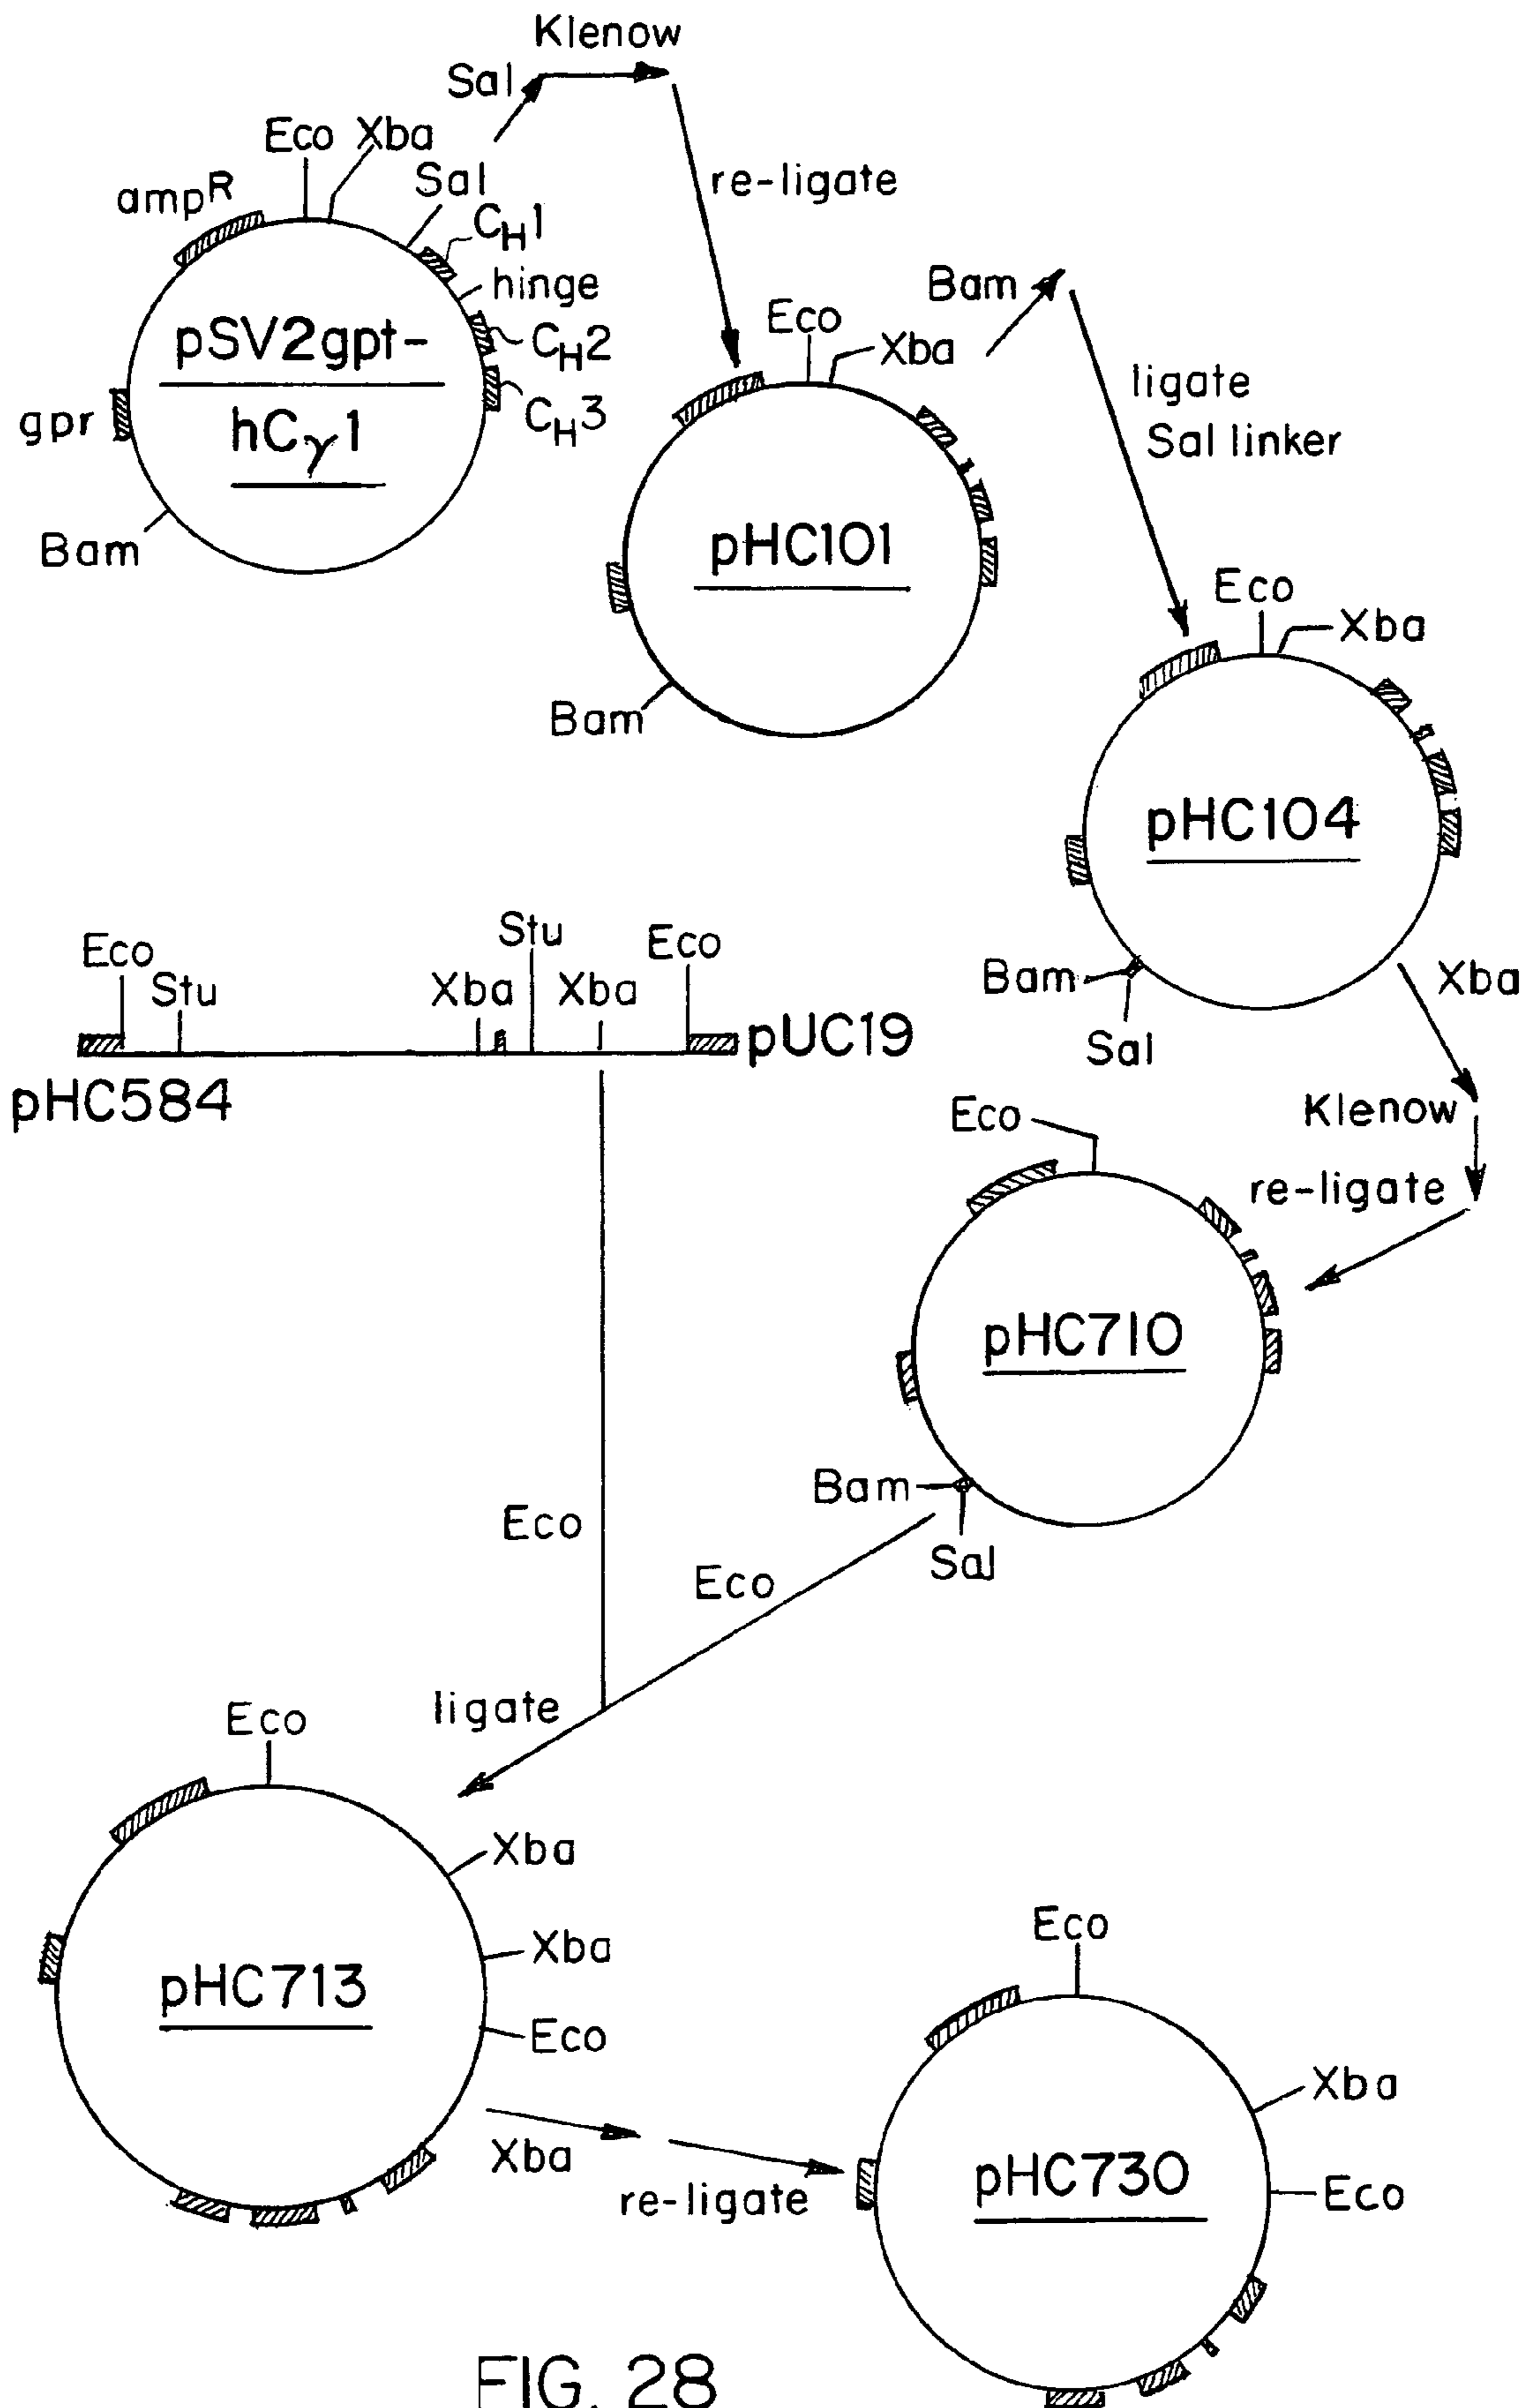 Klenow
Sal
Eco Xba
ampR
Sal
re-ligate
CH1
hinge
pSV2gpt-
CH2
hCγ1
CH3
gpr
Bam
Bam
Eco
Xba
ligate
Sal linker
pHC101
Bam
Eco
Xba
pHC104
Bam
Sal
Xba
Eco
Stu
Xba
Stu
Xba
Eco
pUC19
pHC584
Klenow
re-ligate
Eco
pHC710
Bam
Sal
Eco
Eco
ligate
Eco
Xba
Xba
pHC713
Eco
Xba
re-ligate
Eco
Xba
pHC730
Eco
FIG. 28